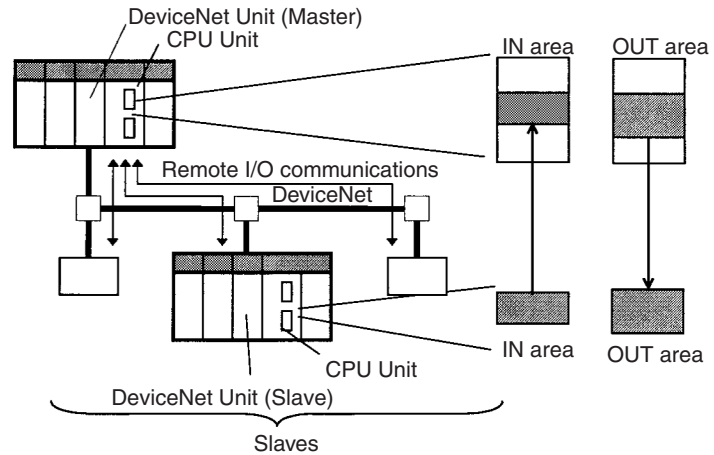 DeviceNet Unit (Master)
CPU Unit
IN area
OUT area
Remote I/O communications
DeviceNet
IN area
OUT area
CPU Unit
DeviceNet Unit (Slave)
Slaves